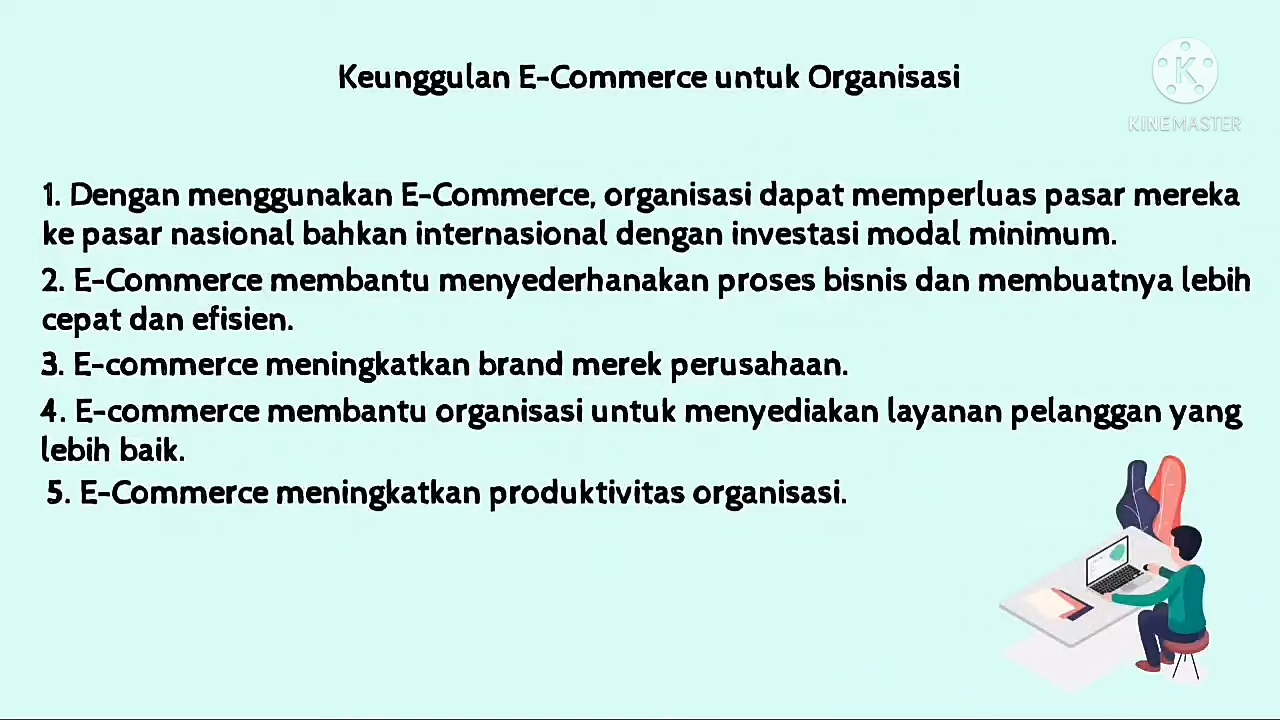 Keunggulan E-Commerce untuk Organisasi
KINEMASTER
1. Dengan menggunakan E-Commerce, organisasi dapat memperluas pasar mereka
ke pasar nasional bahkan internasional dengan investasi modal minimum.
2. E-Commerce membantu menyederhanakan proses bisnis dan membuatnya lebih
cepat dan efisien.
3. E-commerce meningkatkan brand merek perusahaan.
4. E-commerce membantu organisasi untuk menyediakan layanan pelanggan yang
lebih baik.
5. E-Commerce meningkatkan produktivitas organisasi.